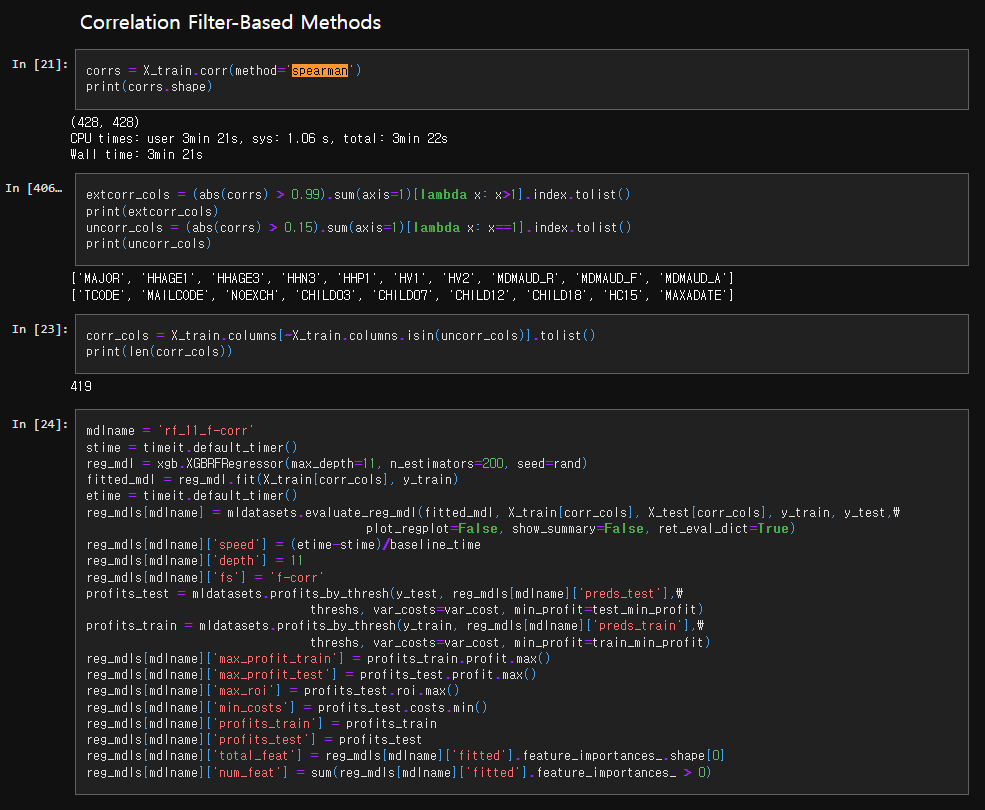 Correlation Filter-Based Methods
In [21]:
corrs = X_train.corr(method='spearman')
print(corrs.shape)
(428, 428)
CPU times: user 3min 21s, sys: 1.06 s, total: 3min 22s
Wall time: 3min 21s
In [406…
extcorr_cols = (abs(corrs) > 0.99).sum(axis=1)[lambda x: x>1].index.tolist()
print(extcorr_cols)
uncorr_cols = (abs(corrs) > 0.15).sum(axis=1)[lambda x: x==1].index.tolist()
print(uncorr_cols)
['MAJOR', 'HHAGE1', 'HHAGE3', 'HHN3', 'HHP1', 'HV1', 'HV2', 'MDMAUD_R', 'MDMAUD_F', 'MDMAUD_A']
['TCODE', 'MAILCODE', 'NOEXCH', 'CHILD03', 'CHILD07', 'CHILD12', 'CHILD18', 'HC15', 'MAXADATE']
In [23]:
corr_cols = X_train.columns[~X_train.columns.isin(uncorr_cols)].tolist()
print(len(corr_cols))
419
In [24]:
mdlname = 'rf_11_f-corr'
stime = timeit.default_timer()
reg_mdl = xgb.XGBRFRegressor(max_depth=11, n_estimators=200, seed=rand)
fitted_mdl = reg_mdl.fit(X_train[corr_cols], y_train)
etime = timeit.default_timer()
reg_mdls[mdlname] = mldatasets.evaluate_reg_mdl(fitted_mdl, X_train[corr_cols], X_test[corr_cols], y_train, y_test,₩
plot_regplot=False, show_summary=False, ret_eval_dict=True)
reg_mdls[mdlname]['speed'] = (etime-stime)/baseline_time
reg_mdls[mdlname]['depth'] = 11
reg_mdls[mdlname]['fs'] = 'f-corr'
profits_test = mldatasets.profits_by_thresh(y_test, reg_mdls[mdlname]['preds_test'],₩
threshs, var_costs=var_cost, min_profit=test_min_profit)
profits_train = mldatasets.profits_by_thresh(y_train, reg_mdls[mdlname]['preds_train'],₩
threshs, var_costs=var_cost, min_profit=train_min_profit)
reg_mdls[mdlname]['max_profit_train'] = profits_train.profit.max()
reg_mdls[mdlname]['max_profit_test'] = profits_test.profit.max()
reg_mdls[mdlname]['max_roi'] = profits_test.roi.max()
reg_mdls[mdlname]['min_costs'] = profits_test.costs.min()
reg_mdls[mdlname]['profits_train'] = profits_train
reg_mdls[mdlname]['profits_test'] = profits_test
reg_mdls[mdlname]['total_feat'] = reg_mdls[mdlname]['fitted'].feature_importances_.shape[0]
reg_mdls[mdlname]['num_feat'] = sum(reg_mdls[mdlname]['fitted'].feature_importances_ > 0)